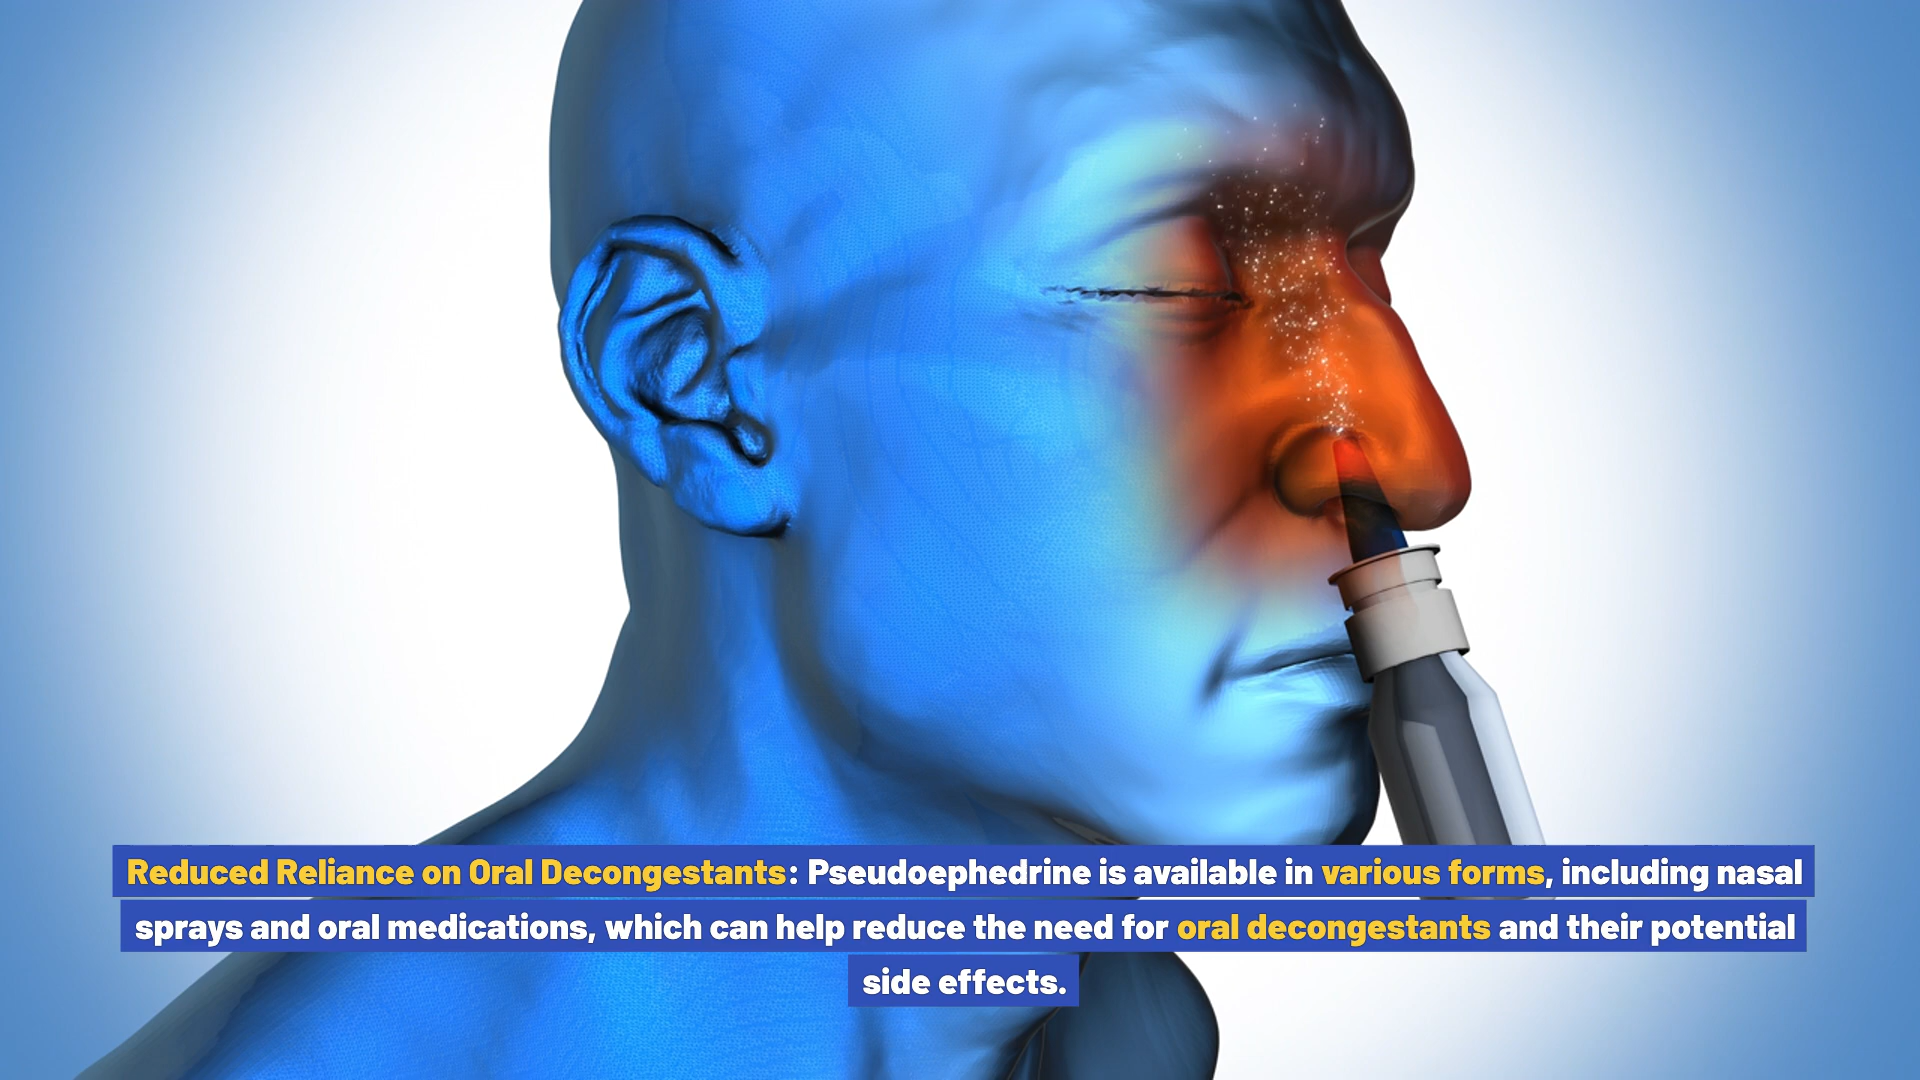 Reduced Reliance on Oral Decongestants: Pseudoephedrine is available in various forms, including nasal
sprays and oral medications, which can help reduce the need for oral decongestants and their potential
side effects.